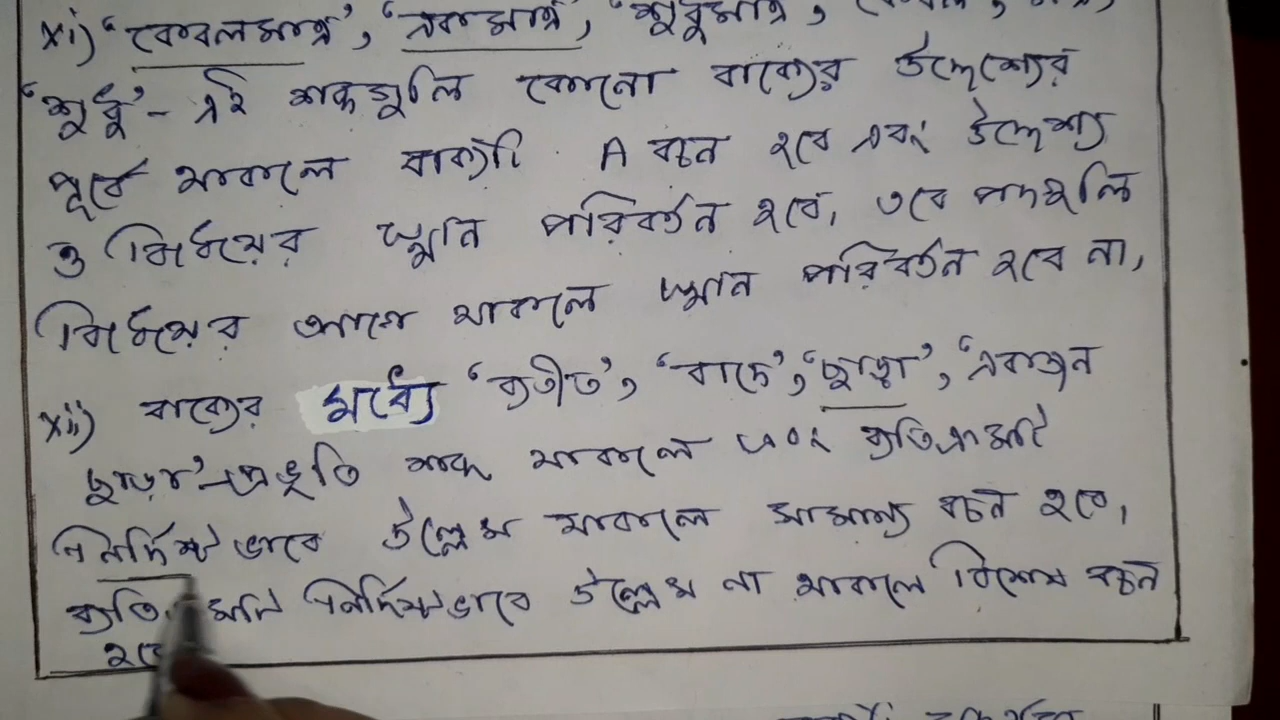 xi) ‘কেবলমাত্র’, ‘একমাত্র’, ‘শুধুমাত্র’,
‘শুধু’ – এই শব্দগুলি কোনো বাক্যের উদ্দেশ্যের
পূর্বে থাকলে বাক্যটি A বচন হবে এবং উদ্দেশ্য
ও বিধেয়ের স্থান পরিবর্তন হবে, তবে পদগুলি
বিধেয়ের আগে থাকলে স্থান পরিবর্তন হবে না,
xii) বাক্যের মধ্যে ‘ব্যতীত’, ‘বাদে’, ‘ছাড়া’, ‘একজন
ছাড়া’ – প্রভৃতি শব্দ থাকলে এবং ব্যতিক্রমটি
নির্দিষ্টভাবে উল্লেখ থাকলে সামান্য বচন হবে,
ব্যতিক্রমটি নির্দিষ্টভাবে উল্লেখ না থাকলে বিশেষ বচন
হবে